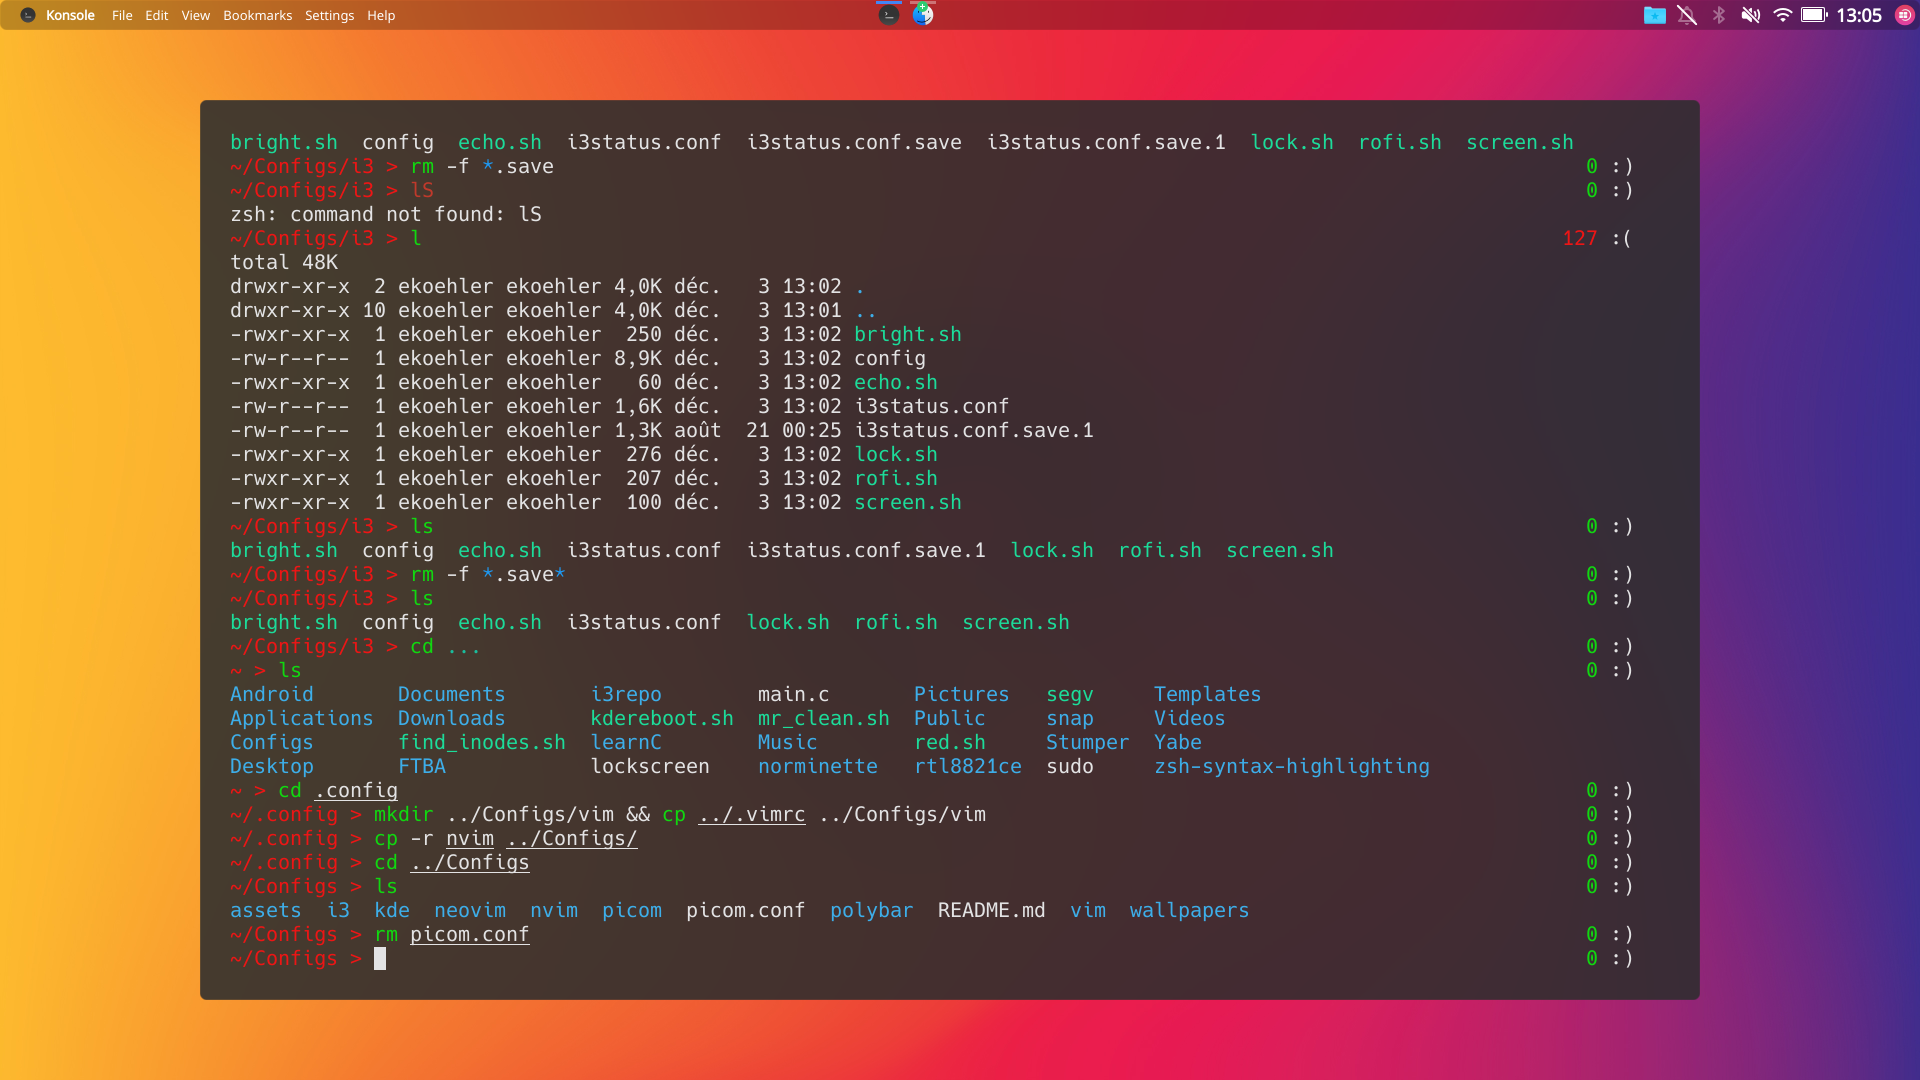 Konsole File Edit View Bookmarks Settings Help 13:05
bright.sh config echo.sh i3status.conf i3status.conf.save i3status.conf.save.1 lock.sh rofi.sh screen.sh
~/Configs/i3 > rm -f *.save 0 :)
~/Configs/i3 > lS 0 :)
zsh: command not found: lS
~/Configs/i3 > l 127 :(
total 48K
drwxr-xr-x 2 ekoehler ekoehler 4,0K déc. 3 13:02 .
drwxr-xr-x 10 ekoehler ekoehler 4,0K déc. 3 13:01 ..
-rwxr-xr-x 1 ekoehler ekoehler 250 déc. 3 13:02 bright.sh
-rw-r--r-- 1 ekoehler ekoehler 8,9K déc. 3 13:02 config
-rwxr-xr-x 1 ekoehler ekoehler 60 déc. 3 13:02 echo.sh
-rw-r--r-- 1 ekoehler ekoehler 1,6K déc. 3 13:02 i3status.conf
-rw-r--r-- 1 ekoehler ekoehler 1,3K août 21 00:25 i3status.conf.save.1
-rwxr-xr-x 1 ekoehler ekoehler 276 déc. 3 13:02 lock.sh
-rwxr-xr-x 1 ekoehler ekoehler 207 déc. 3 13:02 rofi.sh
-rwxr-xr-x 1 ekoehler ekoehler 100 déc. 3 13:02 screen.sh
~/Configs/i3 > ls 0 :)
bright.sh config echo.sh i3status.conf i3status.conf.save.1 lock.sh rofi.sh screen.sh
~/Configs/i3 > rm -f *.save* 0 :)
~/Configs/i3 > ls 0 :)
bright.sh config echo.sh i3status.conf lock.sh rofi.sh screen.sh
~/Configs/i3 > cd ... 0 :)
~ > ls 0 :)
Android Documents i3repo main.c Pictures segv Templates
Applications Downloads kdereboot.sh mr_clean.sh Public snap Videos
Configs find_inodes.sh learnC Music red.sh Stumper Yabe
Desktop FTBA lockscreen norminette rtl8821ce sudo zsh-syntax-highlighting
~ > cd .config 0 :)
~/.config > mkdir ../Configs/vim && cp ../.vimrc ../Configs/vim 0 :)
~/.config > cp -r nvim ../Configs/ 0 :)
~/.config > cd ../Configs 0 :)
~/Configs > ls 0 :)
assets i3 kde neovim nvim picom picom.conf polybar README.md vim wallpapers
~/Configs > rm picom.conf 0 :)
~/Configs > 0 :)